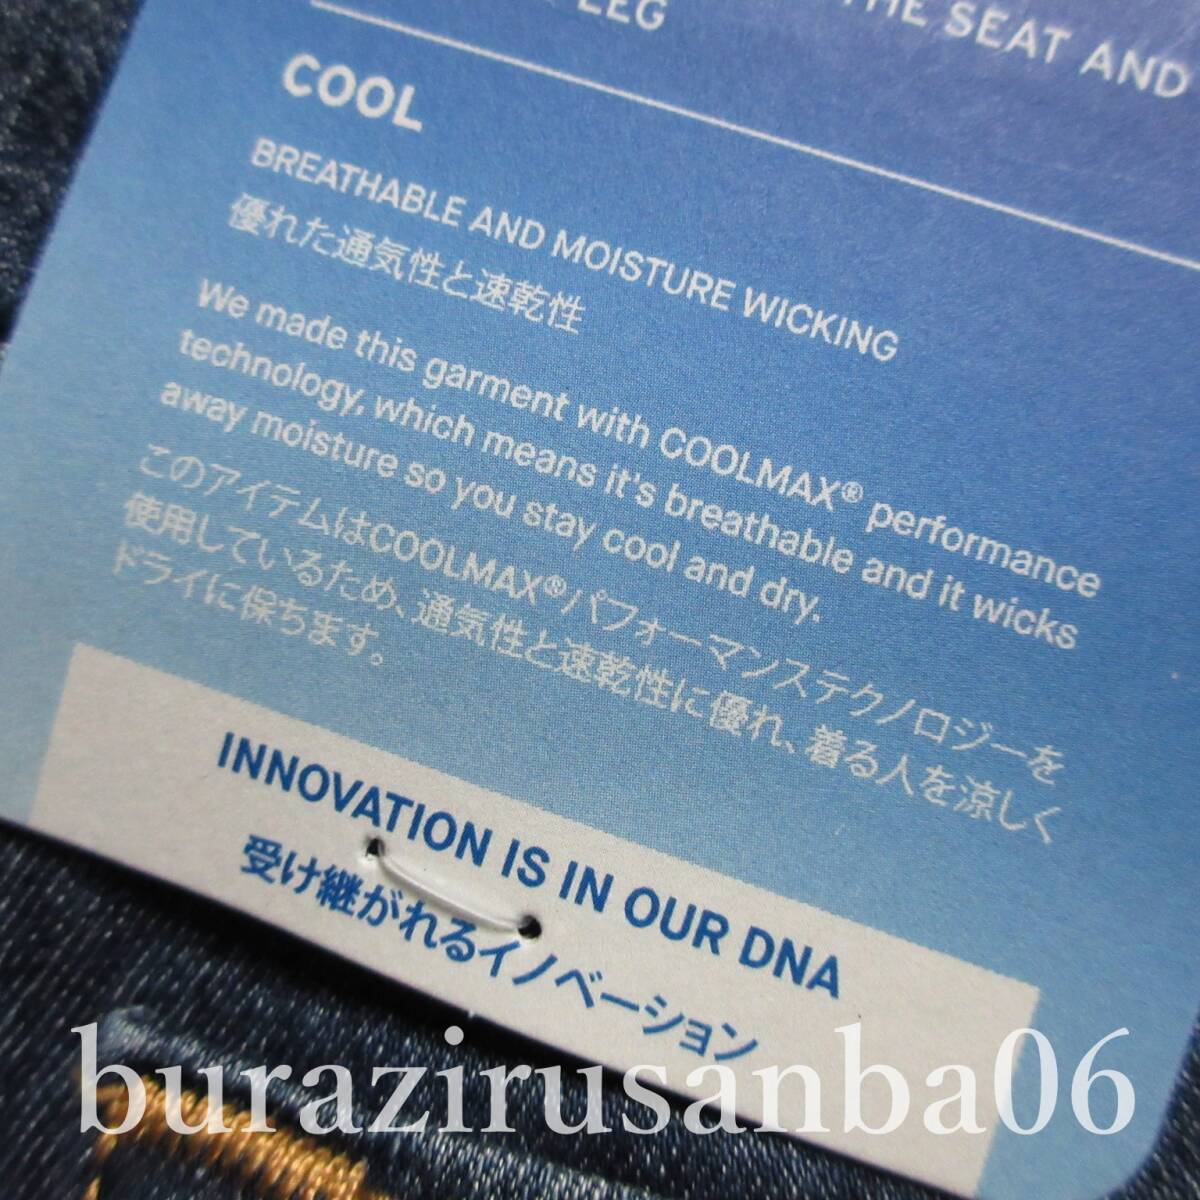 THE SEAT AND
LEG
COOL
BREATHABLE AND MOISTURE WICKING
優れた通気性と速乾性
We made this garment with COOLMAX® performance
technology, which means it's breathable and it wicks
away moisture so you stay cool and dry.
このアイテムはCOOLMAX®パフォーマンステクノロジーを
使用しているため、通気性と速乾性に優れ、着る人を涼しく
ドライに保ちます。
INNOVATION IS IN OUR DNA
受け継がれるイノベーション
burazirusanba06